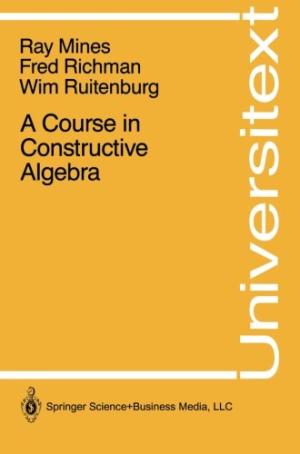 Ray Mines
Fred Richman
Wim Ruitenburg
A Course in
Constructive
Algebra
Universitext
Springer Science+Business Media, LLC